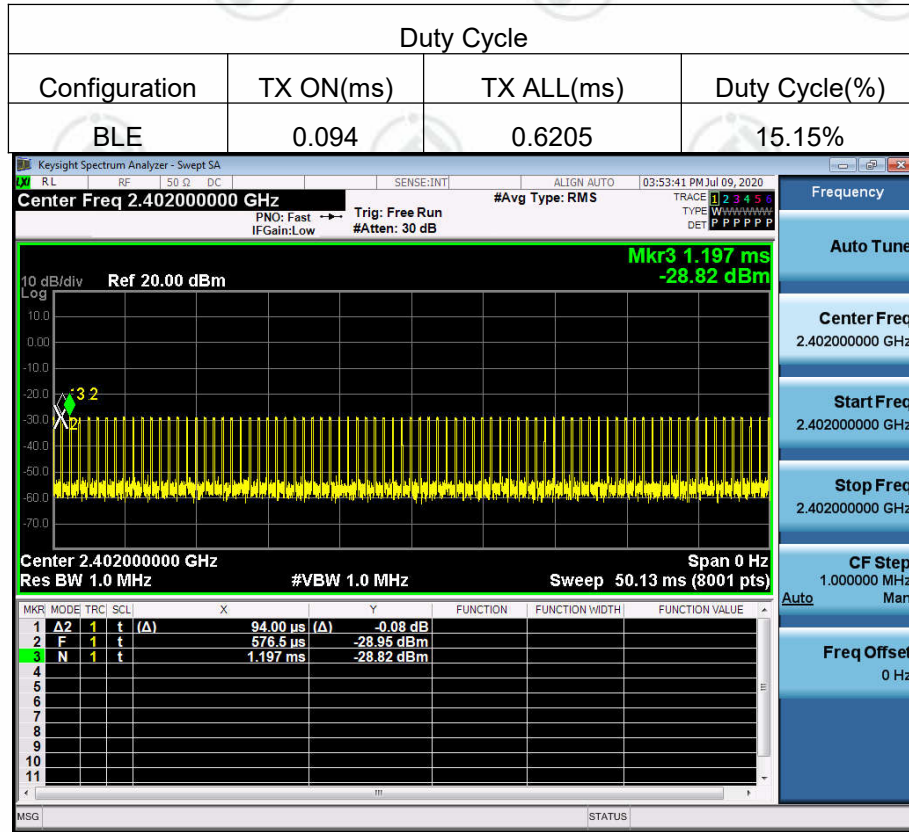 Duty Cycle
Configuration TX ON(ms) TX ALL(ms) Duty Cycle(%)
BLE 0.094 0.6205 15.15%
Keysight Spectrum Analyzer - Swept SA
LXI RL RF 50 Ω DC SENSE:INT ALIGN AUTO 03:53:41 PM Jul 09, 2020
Center Freq 2.402000000 GHz
PNO: Fast Trig: Free Run #Avg Type: RMS
IFGain:Low #Atten: 30 dB
TRACE 1 2 3 4 5 6
TYPE WWWWWWW
DET P P P P P P
Mkr3 1.197 ms
-28.82 dBm
10 dB/div Ref 20.00 dBm
Log
10.0
0.00
-10.0
-20.0
-30.0
-40.0
-50.0
-60.0
-70.0
3 2
2
Center 2.402000000 GHz Span 0 Hz
Res BW 1.0 MHz #VBW 1.0 MHz Sweep 50.13 ms (8001 pts)
MKR MODE TRC SCL X Y FUNCTION FUNCTION WIDTH FUNCTION VALUE
1 Δ2 1 t (Δ) 94.00 µs (Δ) -0.08 dB
2 F 1 t 576.5 µs -28.95 dBm
3 N 1 t 1.197 ms -28.82 dBm
4
5
6
7
8
9
10
11
MSG STATUS
Frequency
Auto Tune
Center Freq
2.402000000 GHz
Start Freq
2.402000000 GHz
Stop Freq
2.402000000 GHz
CF Step
1.000000 MHz
Auto Man
Freq Offset
0 Hz